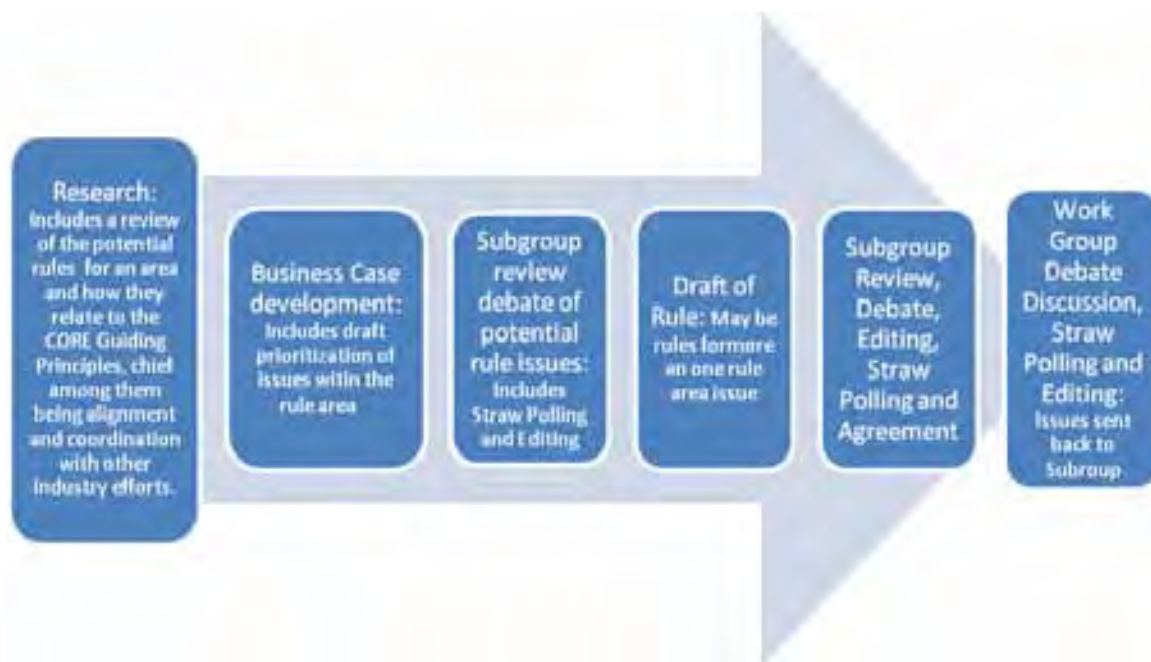 Research:
Includes a review
of the potential
rules for an area
and how they
relate to the
CORE Guiding
Principles, chief
among them
being alignment
and coordination
with other
industry efforts.
Business Case
development:
Includes draft
prioritization of
issues witin the
rule area
Subgroup
review
debate of
potential
rule issues:
Includes
Straw Polling
and Editing
Draft of
Rule: May be
rules formore
an one rule
area issue
Subgroup
Review,
Debate,
Editing,
Straw
Polling and
Agreement
Work
Group
Debate
Discussion,
Straw
Polling and
Editing:
Issues sent
back to
Subroup